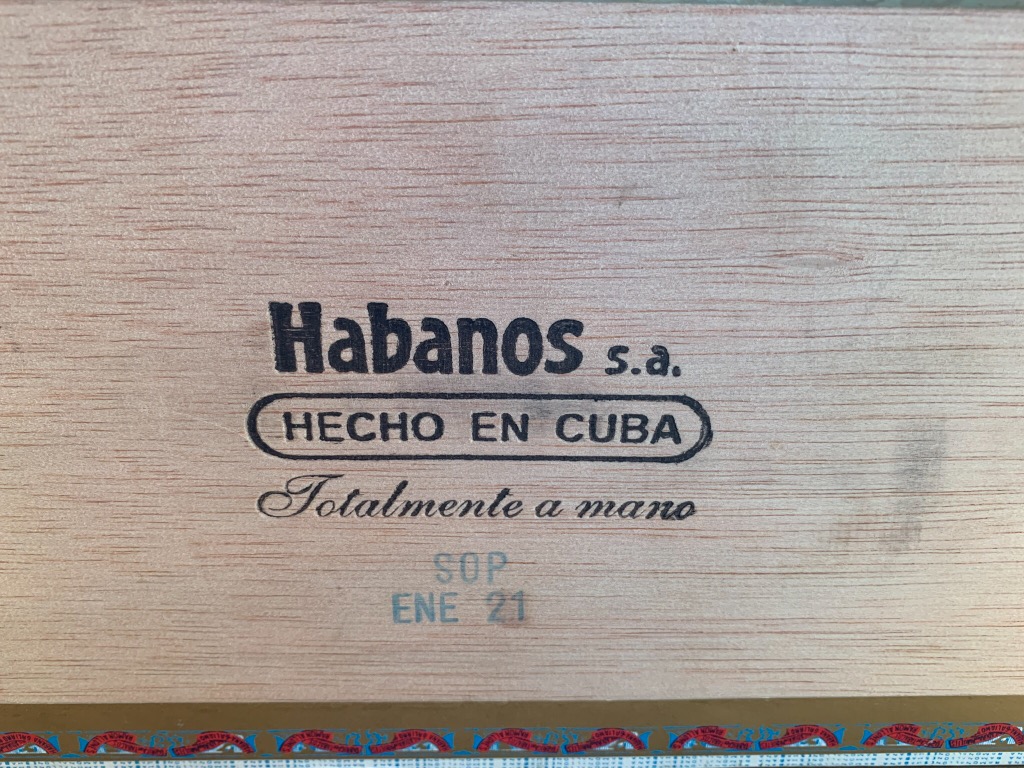 Habanos s.a.
HECHO EN CUBA
Totalmente a mano
SOP
ENE 21